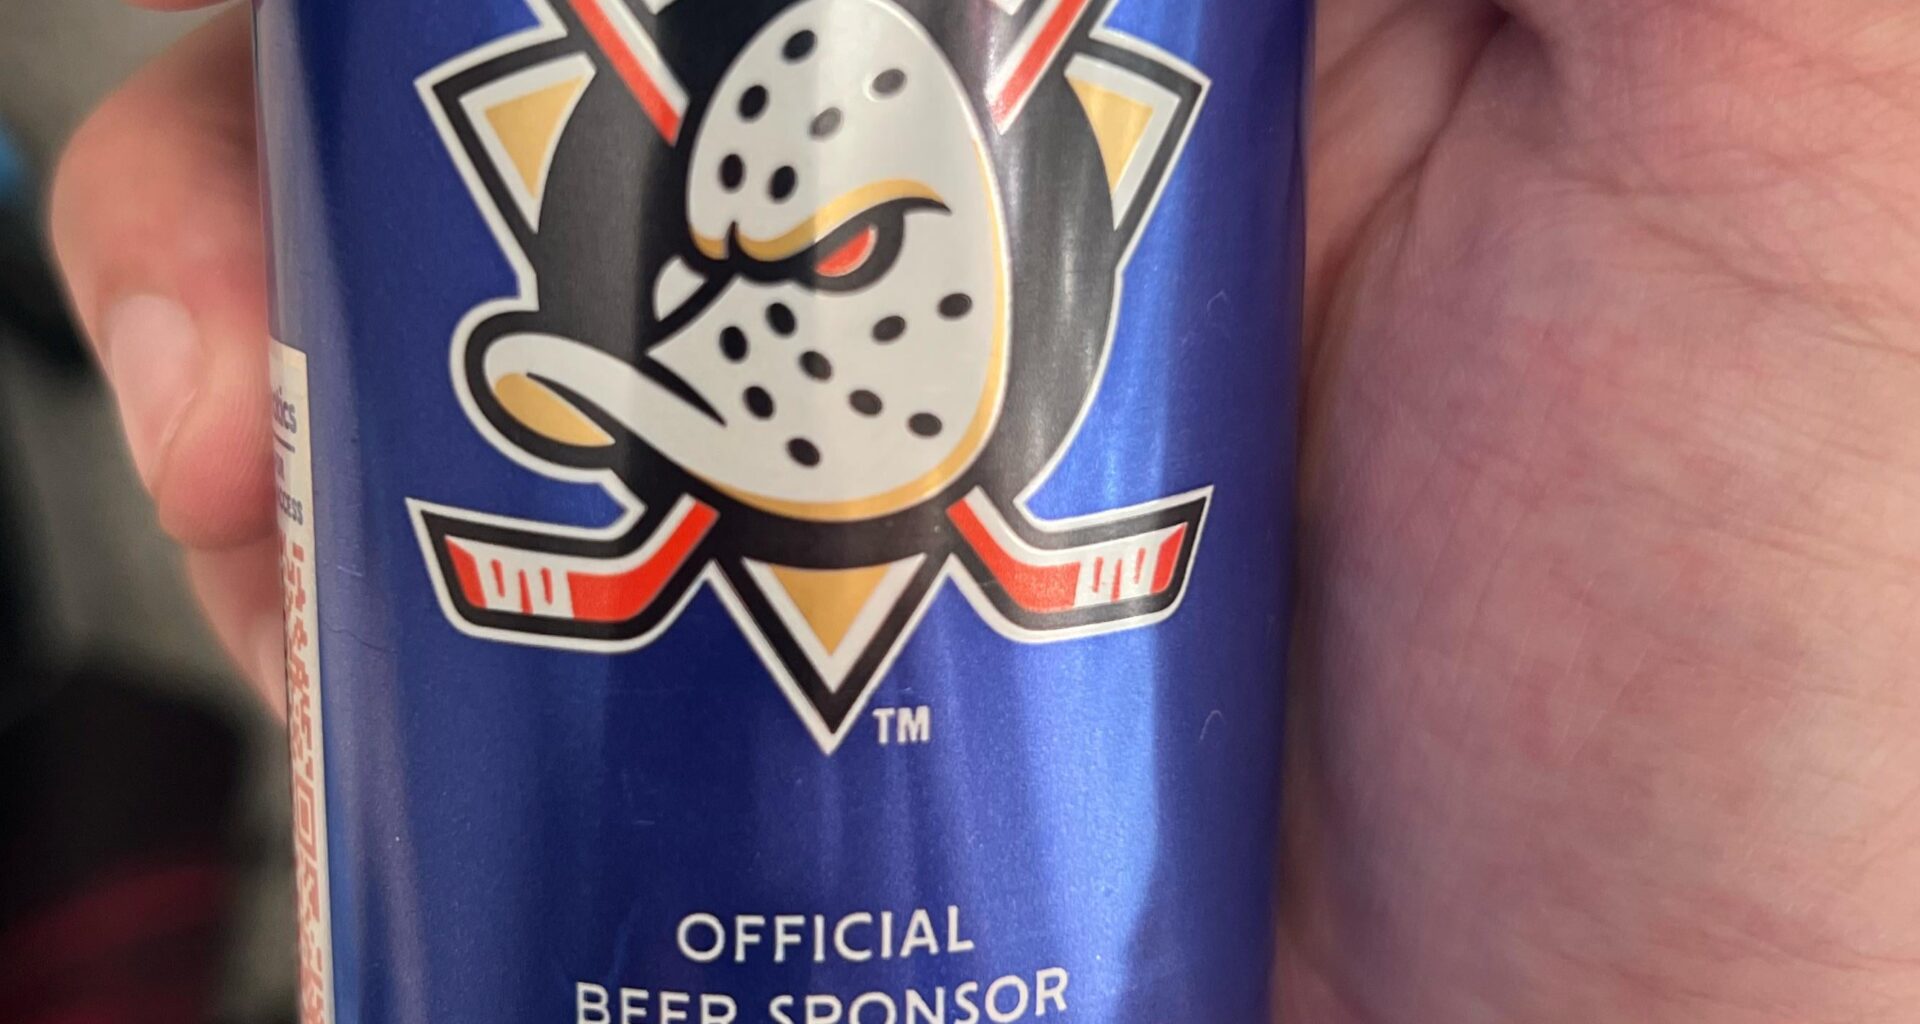 TM
OFFICIAL
BEER SPONSOR